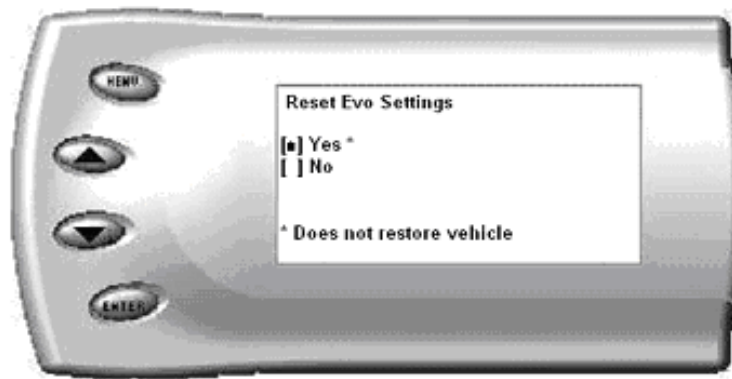 MENU
Reset Evo Settings
[▪] Yes *
[ ] No
* Does not restore vehicle
ENTER